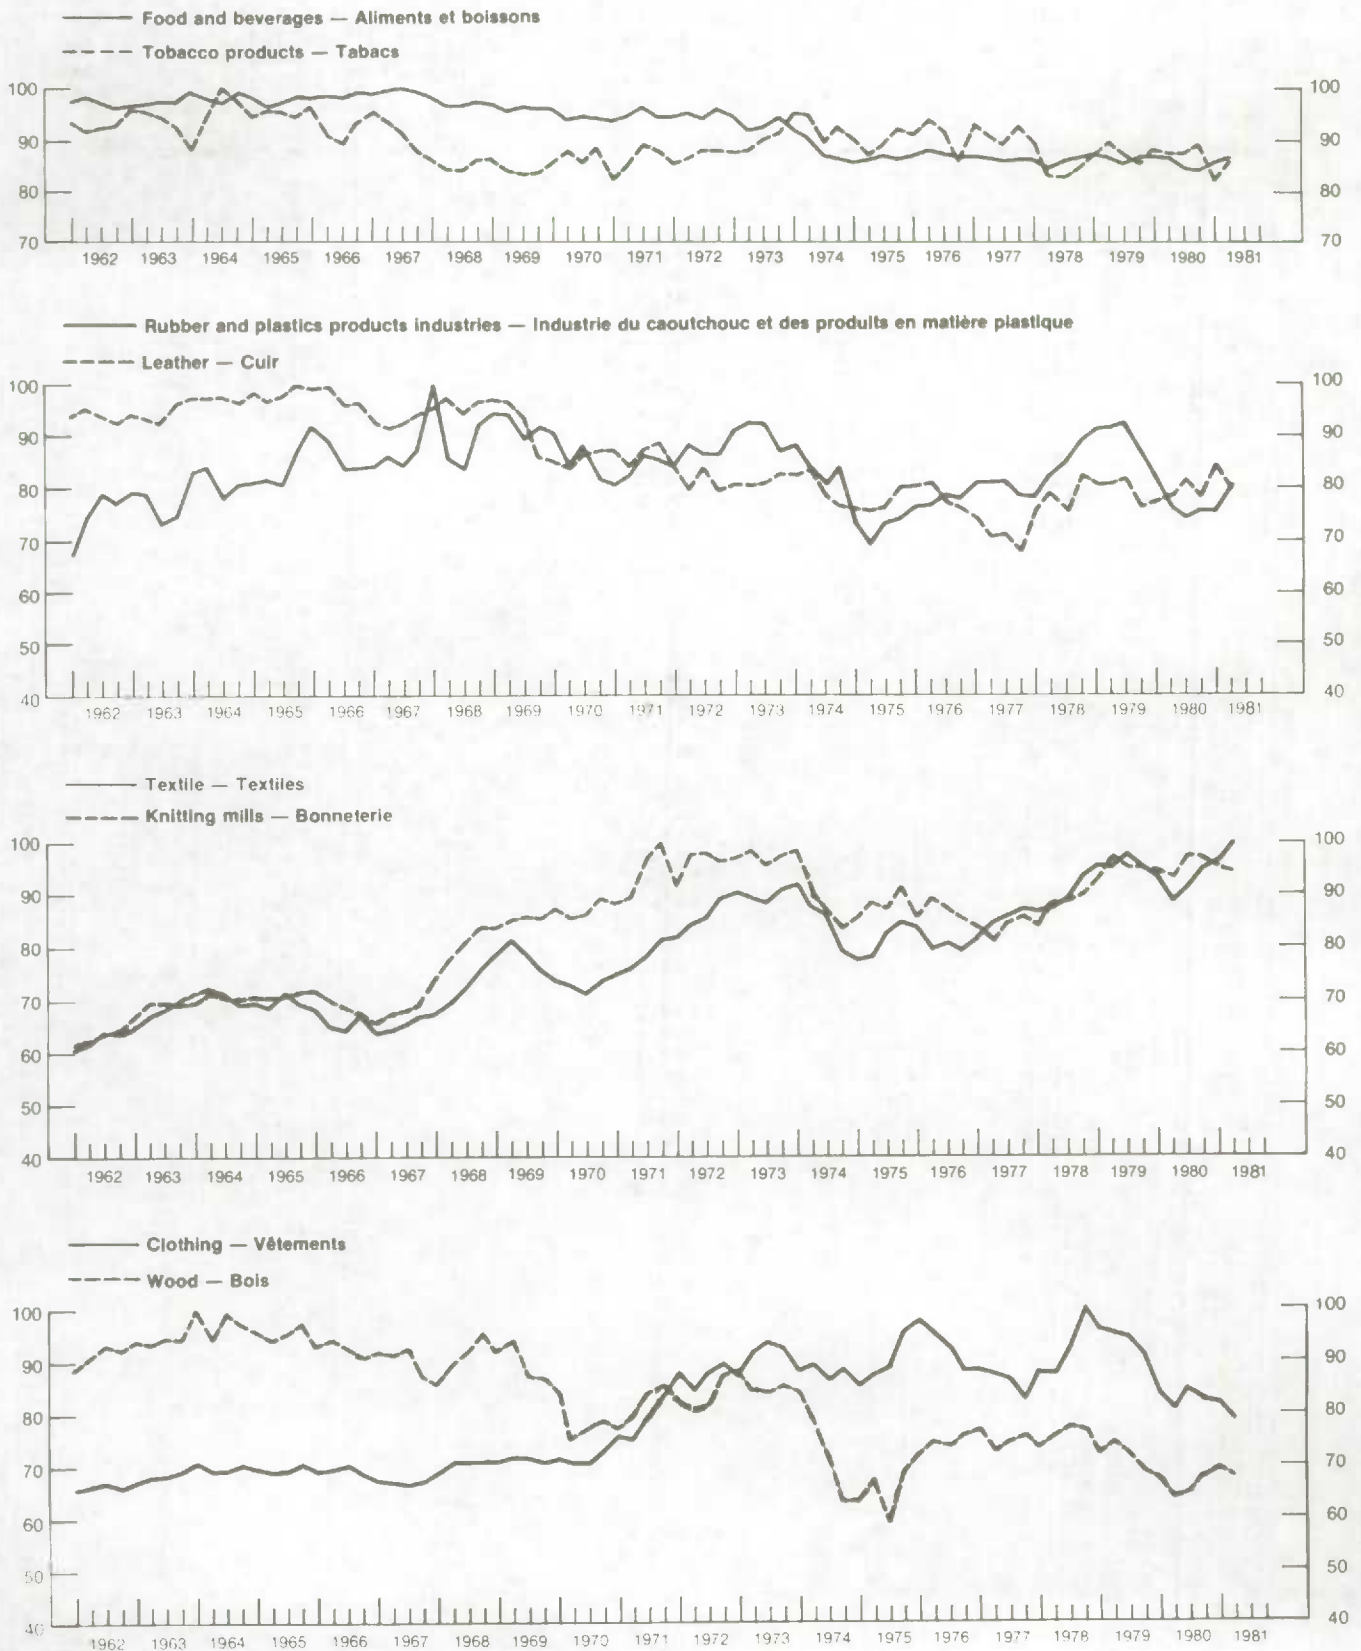 Food and beverages — Aliments et boissons
Tobacco products — Tabacs
100 100
90 90
80 80
70 70
1962 1963 1964 1965 1966 1967 1968 1969 1970 1971 1972 1973 1974 1975 1976 1977 1978 1979 1980 1981
Rubber and plastics products industries — Industrie du caoutchouc et des produits en matière plastique
Leather — Cuir
100 100
90 90
80 80
70 70
60 60
50 50
40 40
1962 1963 1964 1965 1966 1967 1968 1969 1970 1971 1972 1973 1974 1975 1976 1977 1978 1979 1980 1981
Textile — Textiles
Knitting mills — Bonneterie
100 100
90 90
80 80
70 70
60 60
50 50
40 40
1962 1963 1964 1965 1966 1967 1968 1969 1970 1971 1972 1973 1974 1975 1976 1977 1978 1979 1980 1981
Clothing — Vêtements
Wood — Bois
100 100
90 90
80 80
70 70
60 60
50 50
40 40
1962 1963 1964 1965 1966 1967 1968 1969 1970 1971 1972 1973 1974 1975 1976 1977 1978 1979 1980 1981